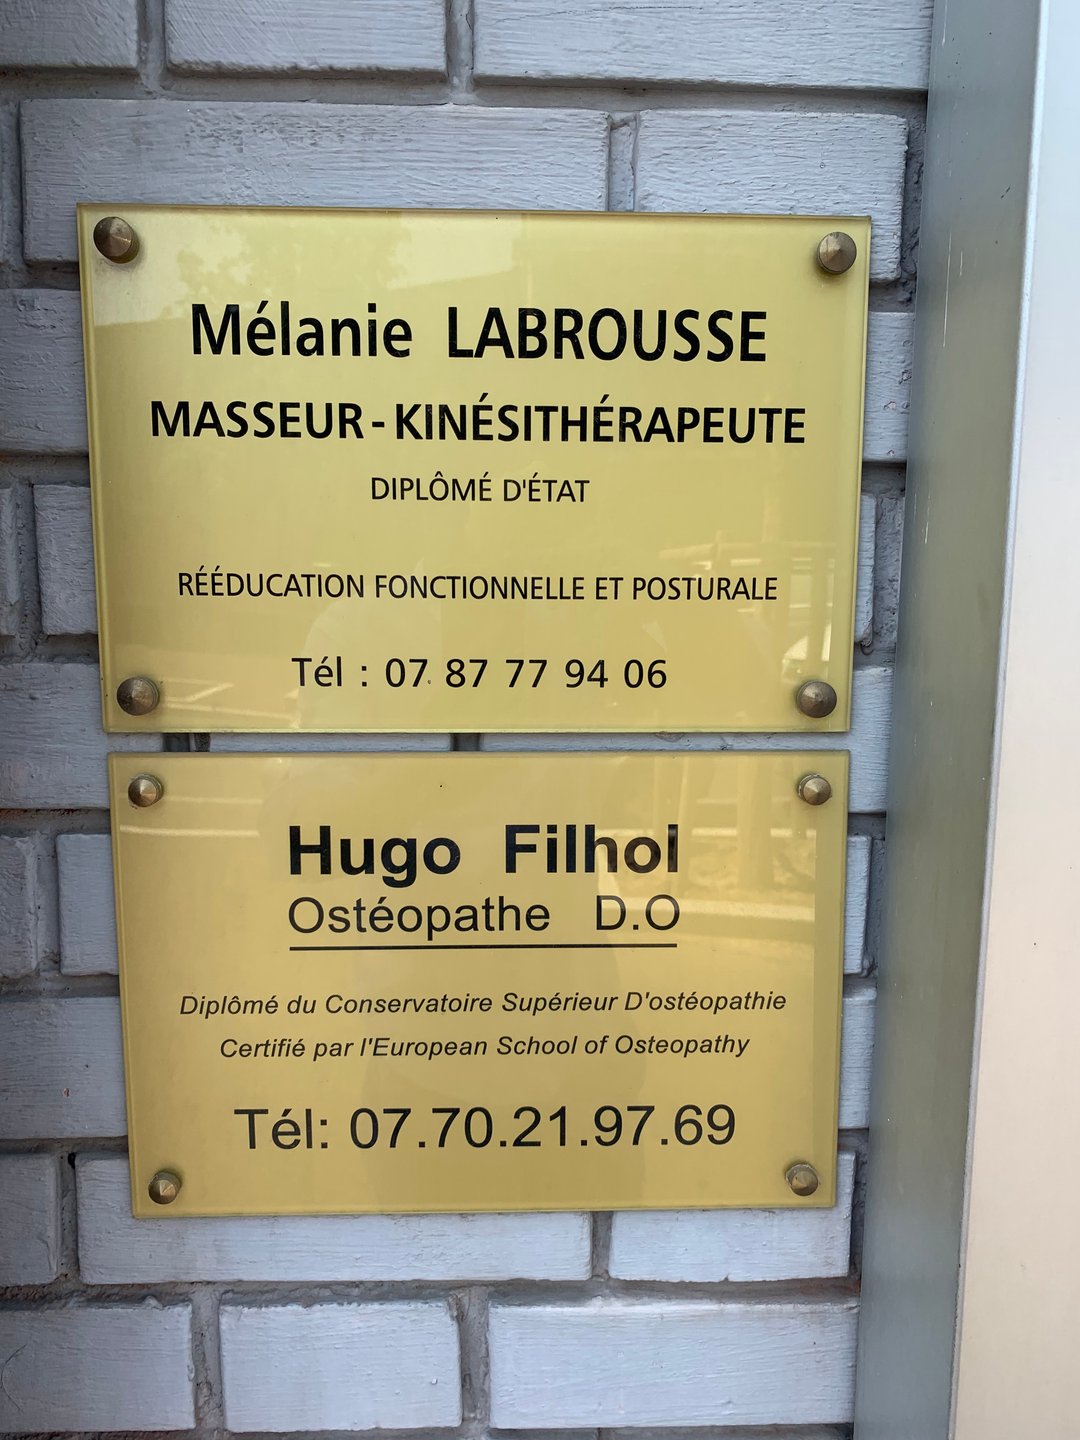 Mélanie LABROUSSE
MASSEUR-KINÉSITHÉRAPEUTE
DIPLÔMÉ D'ÉTAT
RÉÉDUCATION FONCTIONNELLE ET POSTURALE
Tél : 07 87 77 94 06
Hugo Filhol
Ostéopathe D.O
Diplômé du Conservatoire Supérieur D'ostéopathie
Certifié par l'European School of Osteopathy
Tél: 07.70.21.97.69